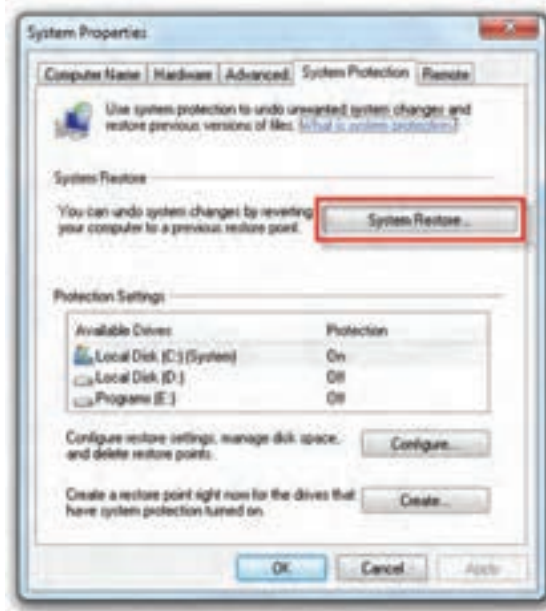 System Properties
Computer Name Hardware Advanced System Protection Remote
Use system protection to undo unwanted system changes and
restore previous versions of files. What is system protection?
System Restore
You can undo system changes by reverting
your computer to a previous restore point.
System Restore...
Protection Settings
Available Drives Protection
Local Disk (C:) (System) On
Local Disk (D:) Off
Programs (E:) Off
Configure restore settings, manage disk space,
and delete restore points.
Configure...
Create a restore point right now for the drives that
have system protection turned on.
Create...
OK Cancel Apply